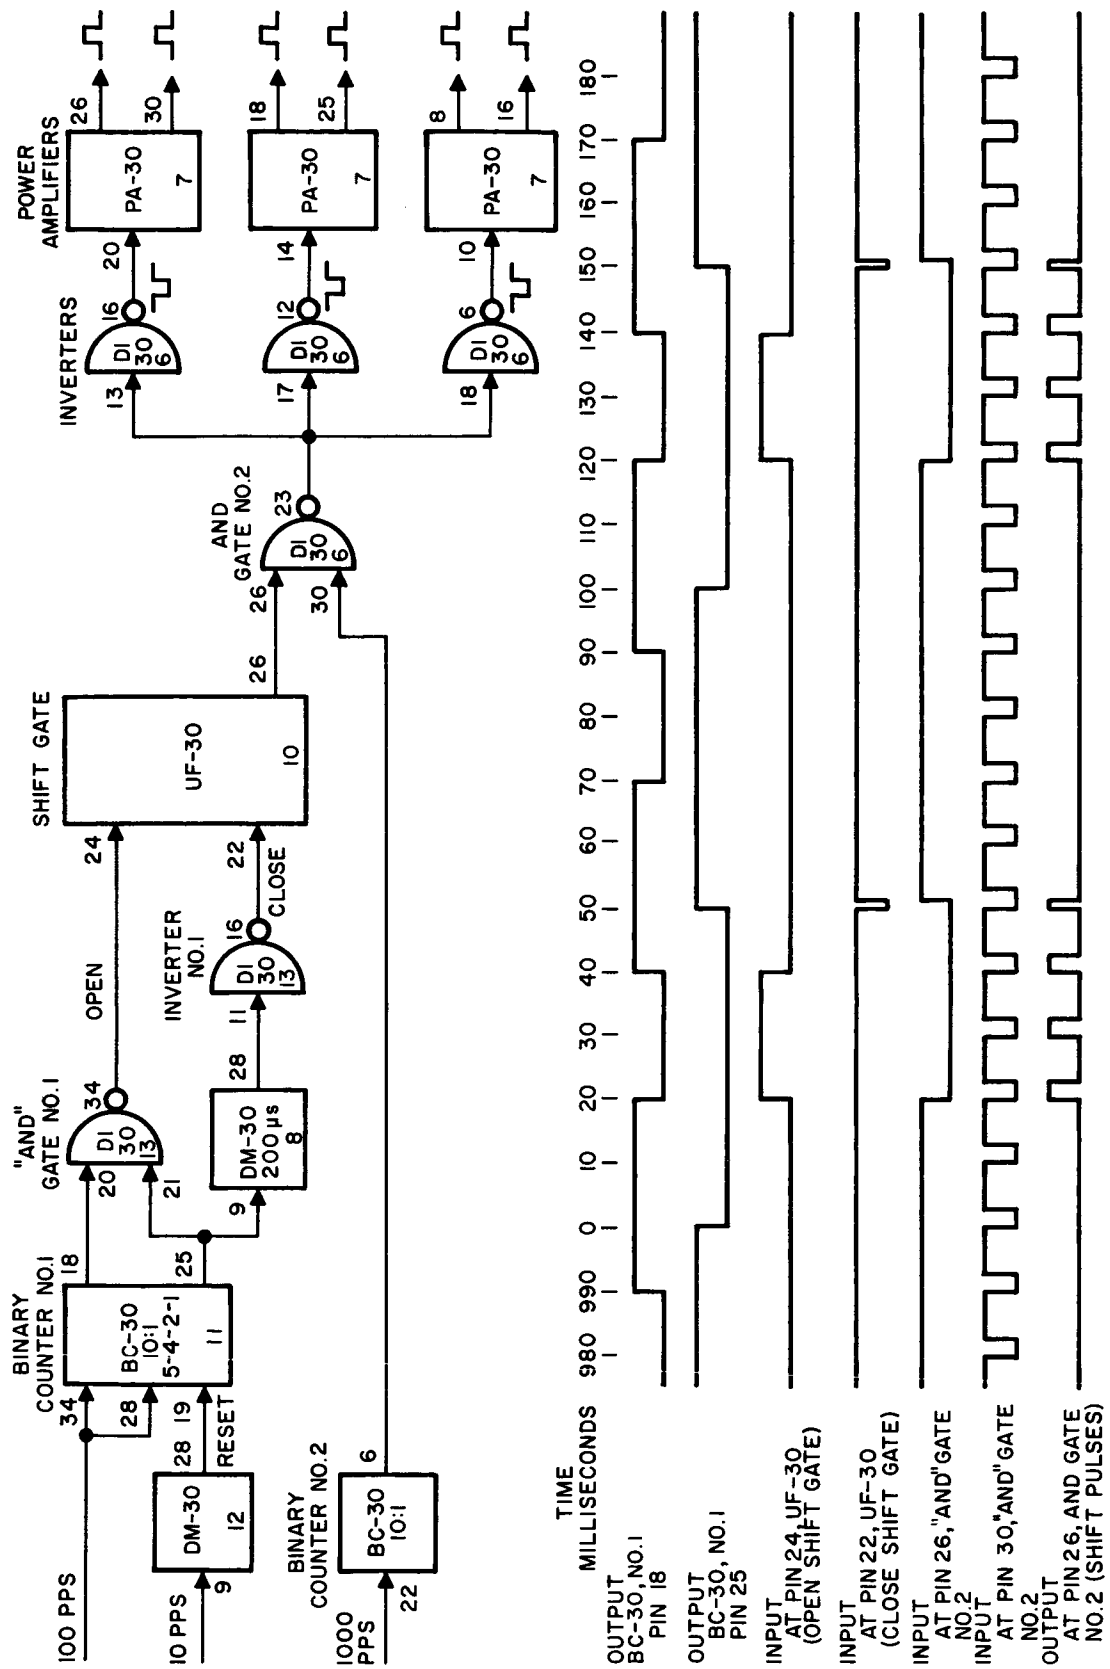 100 PPS
10 PPS
9
DM-30
12
28
RESET
34
28
19
BINARY
COUNTER NO.1
BC-30
10:1
5-4-2-1
11
18
25
20
21
"AND"
GATE NO.1
DI
30
13
34
OPEN
24
9
DM-30
200µs
8
28
11
INVERTER
NO.1
DI
30
13
16
CLOSE
22
SHIFT GATE
UF-30
10
26
1000
PPS
22
BINARY
COUNTER NO.2
BC-30
10:1
6
26
30
AND
GATE NO.2
DI
30
6
23
INVERTERS
13
DI
30
6
16
17
DI
30
6
12
18
DI
30
6
6
POWER
AMPLIFIERS
20
PA-30
7
26
30
14
PA-30
7
18
25
10
PA-30
7
8
16
TIME
MILLISECONDS
980
990
0
10
20
30
40
50
60
70
80
90
100
110
120
130
140
150
160
170
180
OUTPUT
BC-30, NO.1
PIN 18
OUTPUT
BC-30, NO.1
PIN 25
INPUT
AT PIN 24, UF-30
(OPEN SHIFT GATE)
INPUT
AT PIN 22, UF-30
(CLOSE SHIFT GATE)
INPUT
AT PIN 26, "AND" GATE
NO.2
INPUT
AT PIN 30, "AND" GATE
NO.2
OUTPUT
AT PIN 26, AND GATE
NO.2 (SHIFT PULSES)